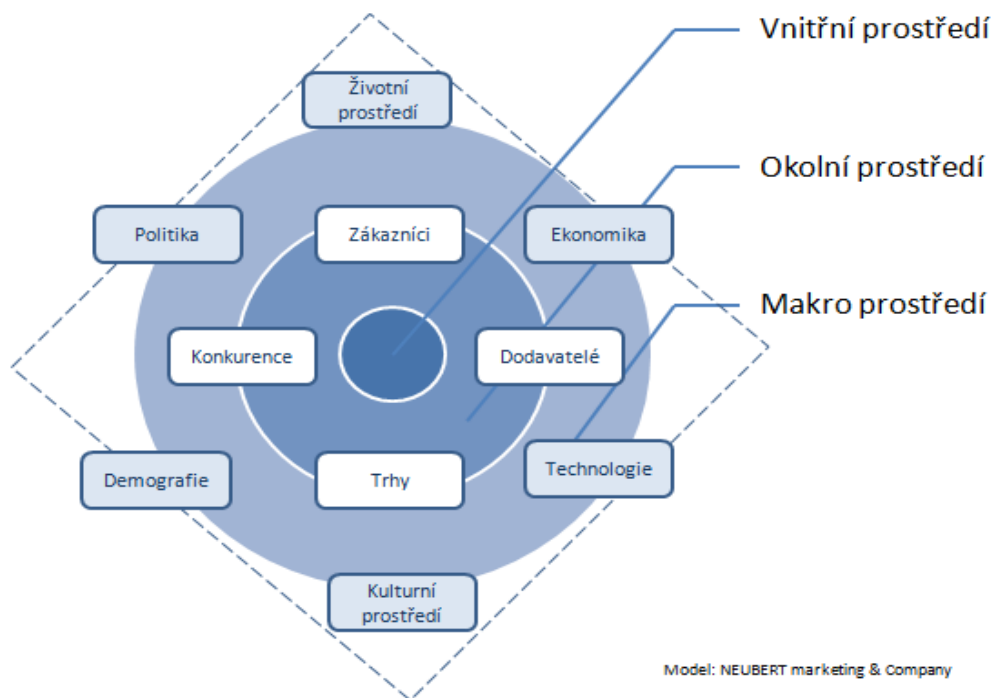 Vnitřní prostředí
Životní
prostředí
Okolní prostředí
Politika
Zákazníci
Ekonomika
Makro prostředí
Konkurence
Dodavatelé
Demografie
Trhy
Technologie
Kulturní
prostředí
Model: NEUBERT marketing & Company